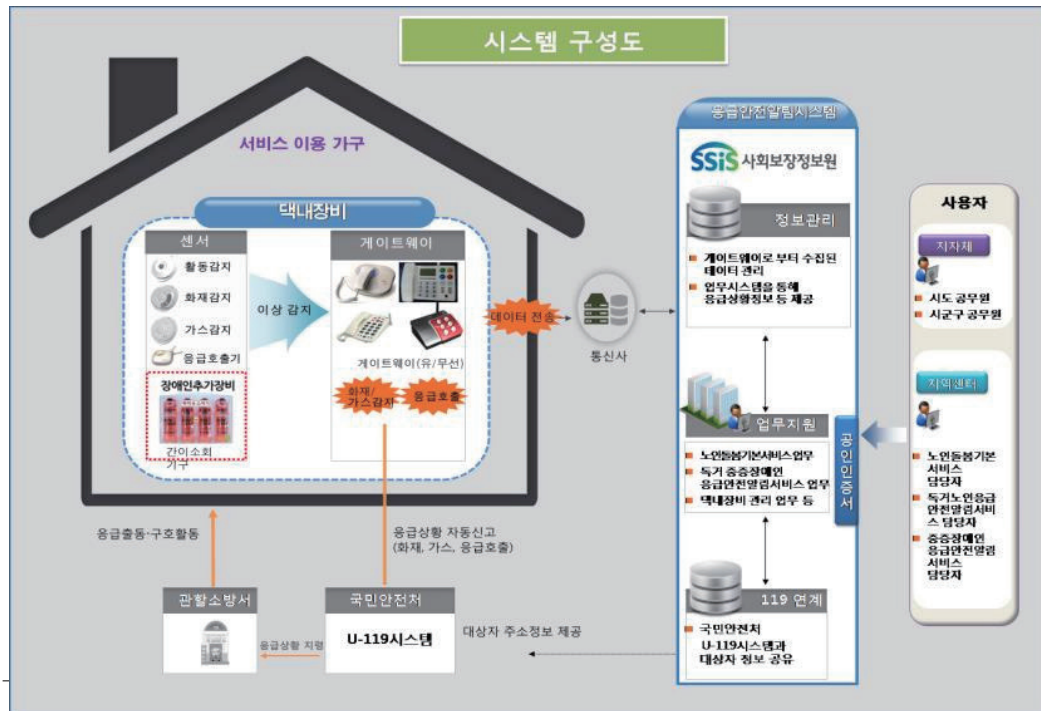 시스템 구성도
서비스 이용 가구
댁내장비
센서
활동감지
화재감지
가스감지
응급호출기
장애인추가장비
간이소회
기구
이상 감지
게이트웨이
게이트웨이(유/무선)
화재/
가스감지
응급호출
데이터 전송
통신사
응급안전알림시스템
SSiS 사회보장정보원
정보관리
게이트웨이로 부터 수집된
데이터 관리
업무시스템을 통해
응급상황정보 등 제공
업무지원
노인돌봄기본서비스업무
독거 중증장애인
응급안전알림서비스 업무
댁내장비 관리 업무 등
공인인증서
119 연계
국민안전처
U-119시스템과
대상자 정보 공유
사용자
지자체
시도 공무원
시군구 공무원
지역센터
노인돌봄기본
서비스
담당자
독거노인응급
안전알림서비
스 담당자
중증장애인
응급안전알림
서비스
담당자
응급출동·구호활동
응급상황 자동신고
(화재, 가스, 응급호출)
관할소방서
응급상황 지령
국민안전처
U-119시스템
대상자 주소정보 제공